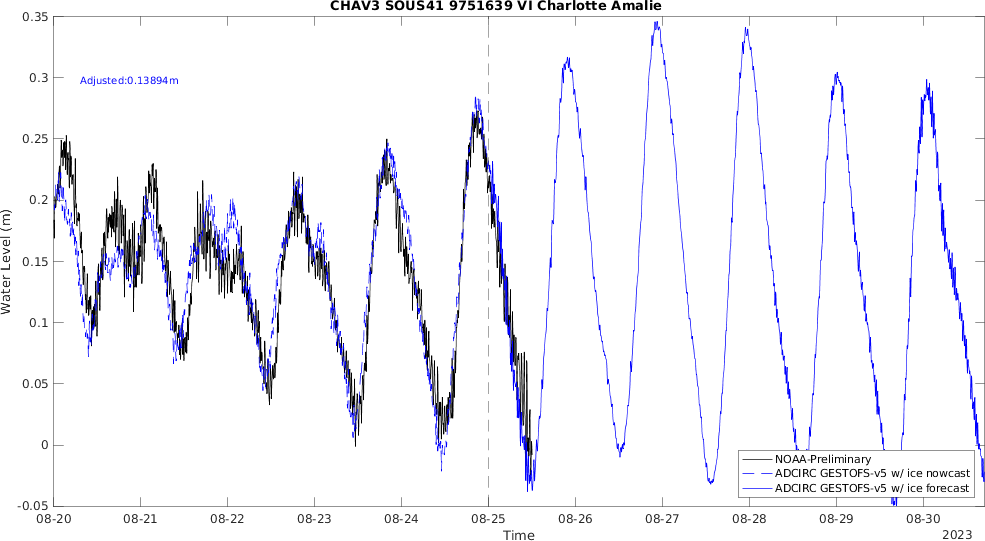 CHAV3 SOUS41 9751639 VI Charlotte Amalie
0.35
0.3
0.25
0.2
0.15
0.1
0.05
0
-0.05
Water Level (m)
Adjusted:0.13894m
NOAA-Preliminary
ADCIRC GESTOFS-v5 w/ ice nowcast
ADCIRC GESTOFS-v5 w/ ice forecast
08-20 08-21 08-22 08-23 08-24 08-25 08-26 08-27 08-28 08-29 08-30
Time
2023